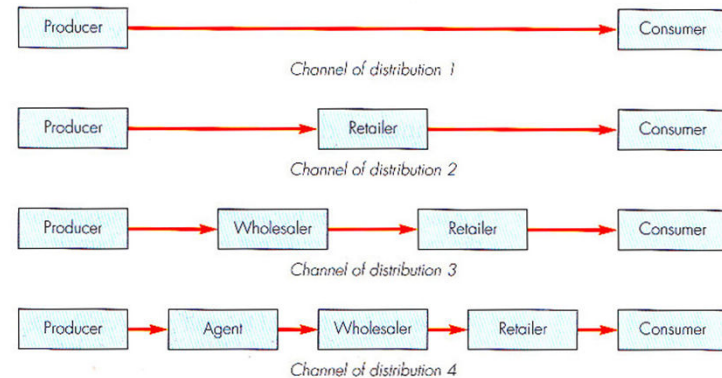 Producer Consumer
Channel of distribution 1
Producer Retailer Consumer
Channel of distribution 2
Producer Wholesaler Retailer Consumer
Channel of distribution 3
Producer Agent Wholesaler Retailer Consumer
Channel of distribution 4